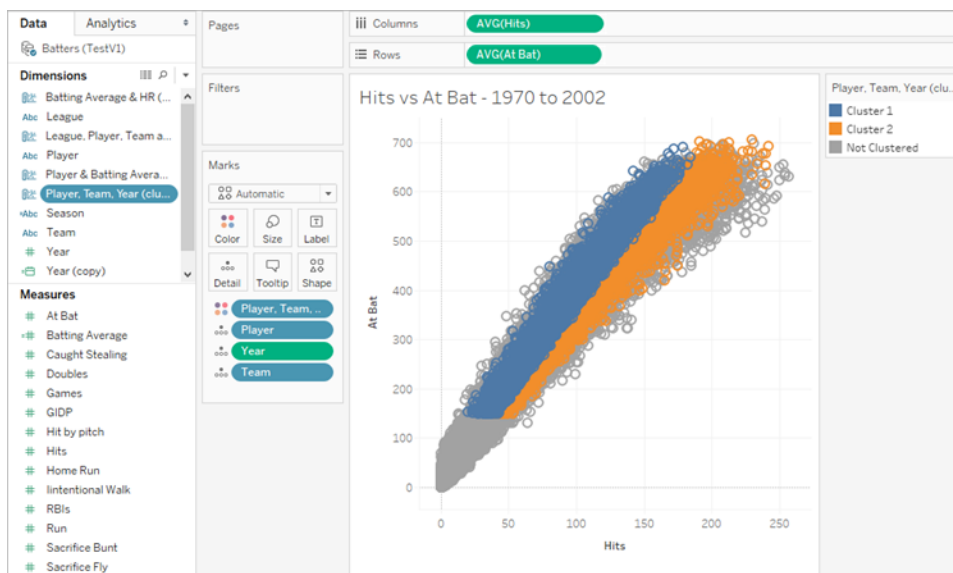 Data
Analytics
Batters (TestV1)
Dimensions
Batting Average & HR (...
Abc League
League, Player, Team a...
Abc Player
Player & Batting Avera...
Player, Team, Year (clu...
Abc Season
Abc Team
# Year
Year (copy)
Measures
# At Bat
# Batting Average
# Caught Stealing
# Doubles
# Games
# GIDP
# Hit by pitch
# Hits
# Home Run
# Iintentional Walk
# RBIs
# Run
# Sacrifice Bunt
# Sacrifice Fly
Pages
Filters
Marks
Automatic
Color
Size
Label
Detail
Tooltip
Shape
Player, Team, ..
Player
Year
Team
Columns
AVG(Hits)
Rows
AVG(At Bat)
Hits vs At Bat - 1970 to 2002
700
600
500
400
300
200
100
0
At Bat
0
50
100
150
200
250
Hits
Player, Team, Year (clu...
Cluster 1
Cluster 2
Not Clustered